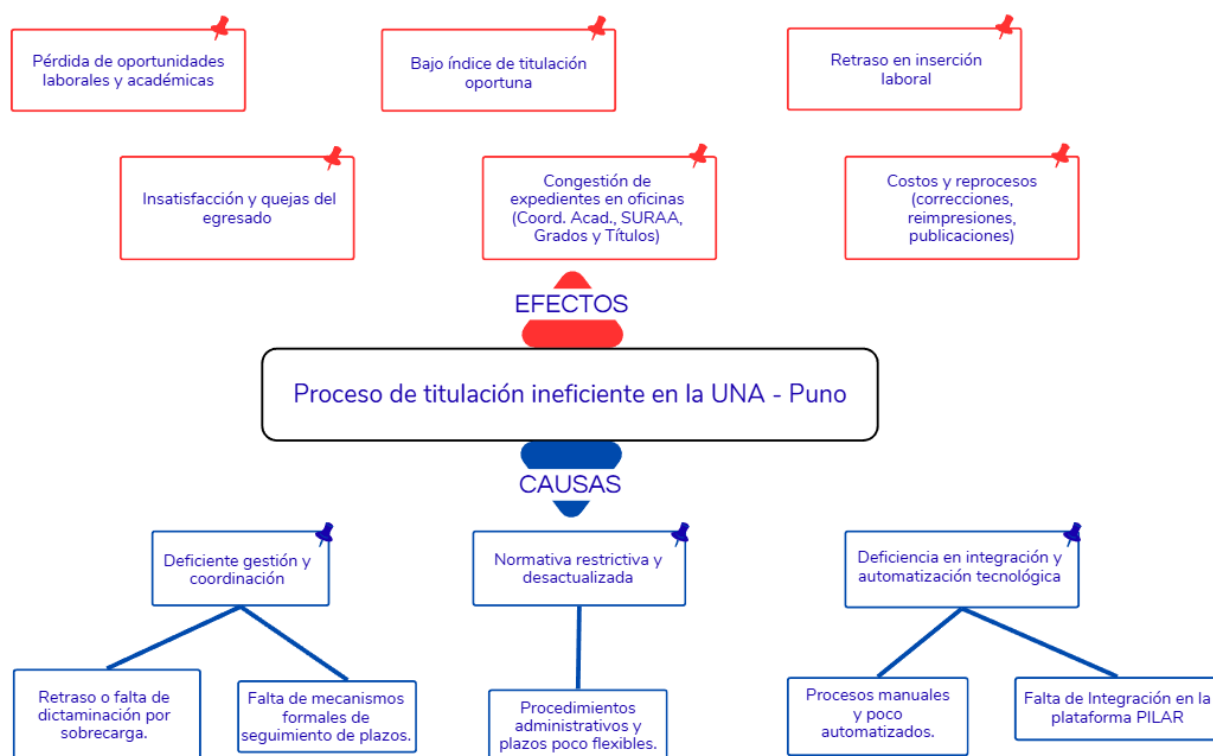 Pérdida de oportunidades
laborales y académicas
Bajo índice de titulación
oportuna
Retraso en inserción
laboral
Insatisfacción y quejas del
egresado
Congestión de
expedientes en oficinas
(Coord. Acad., SURAA,
Grados y Títulos)
Costos y reprocesos
(correcciones,
reimpresiones,
publicaciones)
EFECTOS
Proceso de titulación ineficiente en la UNA - Puno
CAUSAS
Deficiente gestión y
coordinación
Normativa restrictiva y
desactualizada
Deficiencia en integración y
automatización tecnológica
Retraso o falta de
dictaminación por
sobrecarga.
Falta de mecanismos
formales de
seguimiento de plazos.
Procedimientos
administrativos y
plazos poco flexibles.
Procesos manuales
y poco
automatizados.
Falta de Integración en la
plataforma PILAR